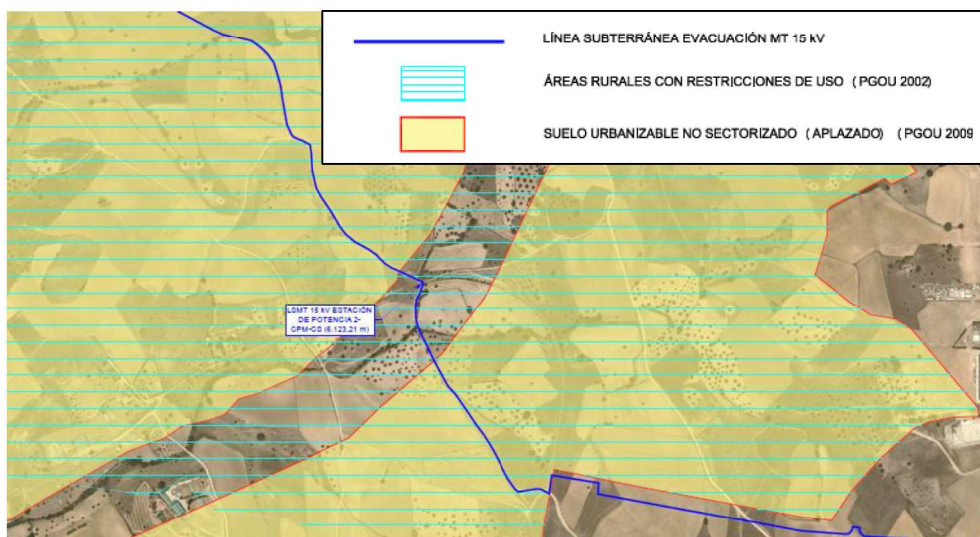 LÍNEA SUBTERRÁNEA EVACUACIÓN MT 15 kV
ÁREAS RURALES CON RESTRICCIONES DE USO ( PGOU 2002)
SUELO URBANIZABLE NO SECTORIZADO ( APLAZADO) ( PGOU 2009
LSMT 15 kV ESTACIÓN
DE POTENCIA 2-
CPM-CS (5.123,21 m)